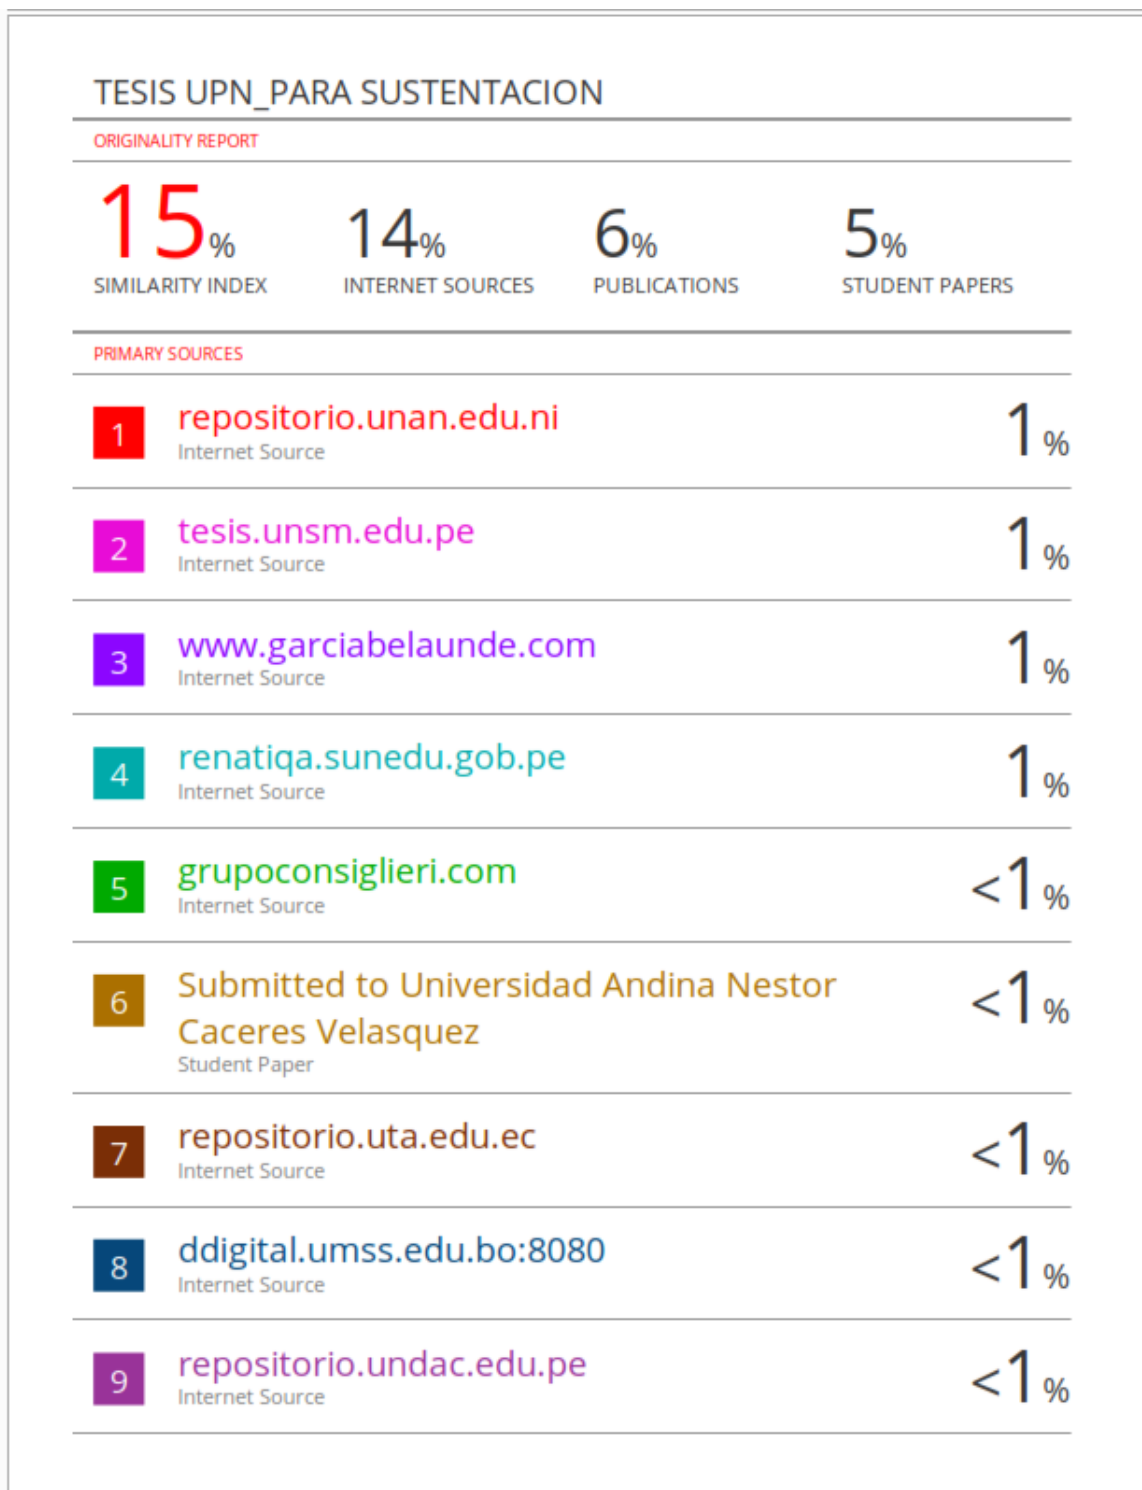 TESIS UPN_PARA SUSTENTACION
ORIGINALITY REPORT
15% 14% 6% 5%
SIMILARITY INDEX INTERNET SOURCES PUBLICATIONS STUDENT PAPERS
PRIMARY SOURCES
1 repositorio.unan.edu.ni 1%
Internet Source
2 tesis.unsm.edu.pe 1%
Internet Source
3 www.garciabelaunde.com 1%
Internet Source
4 renatiqa.sunedu.gob.pe 1%
Internet Source
5 grupoconsiglieri.com <1%
Internet Source
6 Submitted to Universidad Andina Nestor <1%
Caceres Velasquez
Student Paper
7 repositorio.uta.edu.ec <1%
Internet Source
8 ddigital.umss.edu.bo:8080 <1%
Internet Source
9 repositorio.undac.edu.pe <1%
Internet Source